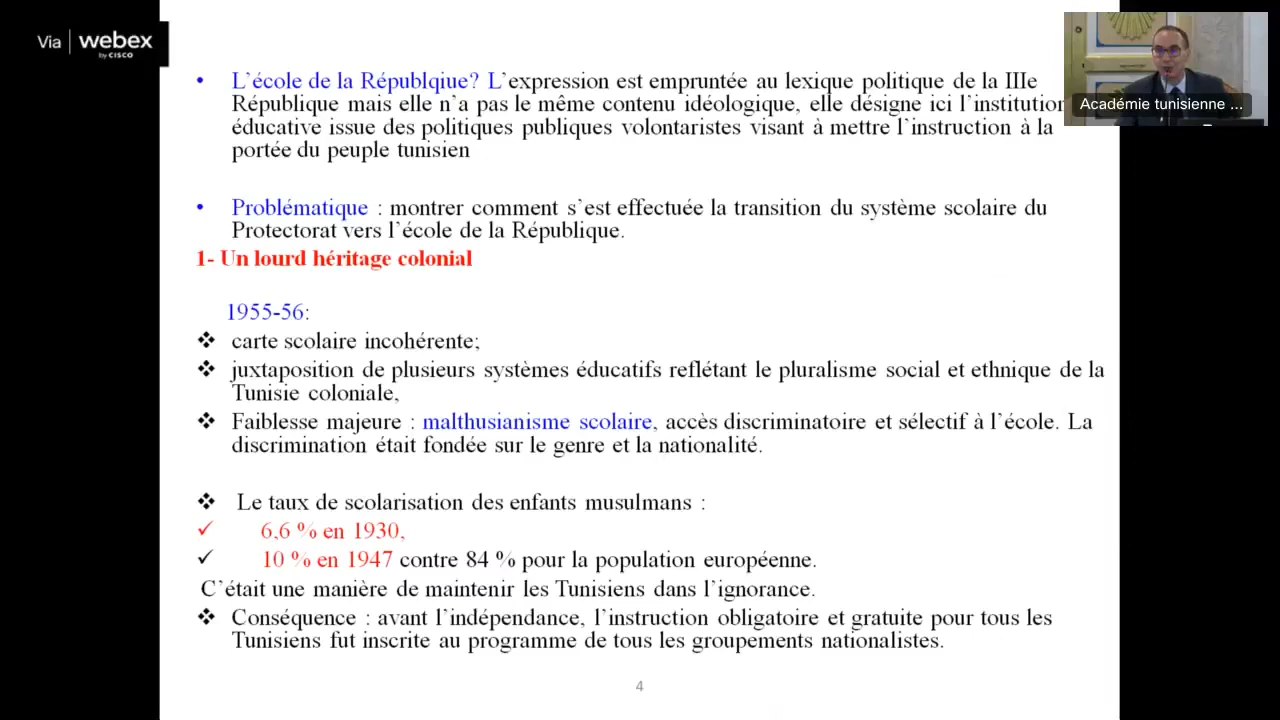 Via webex
by CISCO
Académie tunisienne ...
• L'école de la Républqiue? L'expression est empruntée au lexique politique de la IIIe
République mais elle n'a pas le même contenu idéologique, elle désigne ici l'institution
éducative issue des politiques publiques volontaristes visant à mettre l'instruction à la
portée du peuple tunisien
• Problématique : montrer comment s'est effectuée la transition du système scolaire du
Protectorat vers l'école de la République.
1- Un lourd héritage colonial
1955-56:
❖ carte scolaire incohérente;
❖ juxtaposition de plusieurs systèmes éducatifs reflétant le pluralisme social et ethnique de la
Tunisie coloniale,
❖ Faiblesse majeure : malthusianisme scolaire, accès discriminatoire et sélectif à l'école. La
discrimination était fondée sur le genre et la nationalité.
❖ Le taux de scolarisation des enfants musulmans :
✓ 6,6 % en 1930,
✓ 10 % en 1947 contre 84 % pour la population européenne.
C'était une manière de maintenir les Tunisiens dans l'ignorance.
❖ Conséquence : avant l'indépendance, l'instruction obligatoire et gratuite pour tous les
Tunisiens fut inscrite au programme de tous les groupements nationalistes.
4